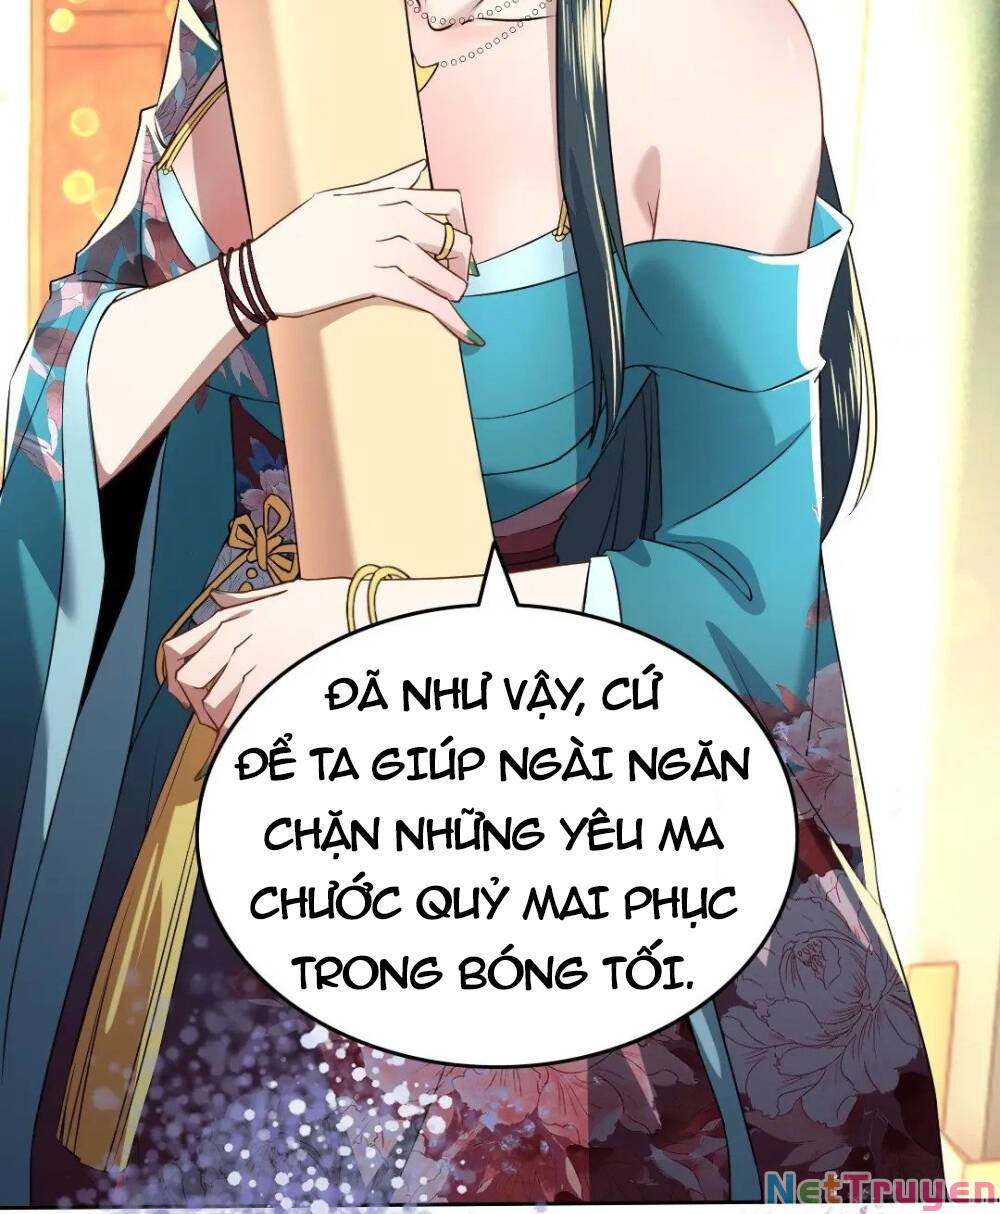 ĐÃ NHƯ VẬY, CỨ
ĐỂ TA GIÚP NGÀI NGĂN
CHẶN NHỮNG YÊU MA
CHƯỚC QUỶ MAI PHỤC
TRONG BÓNG TỐI.
NetTruyen